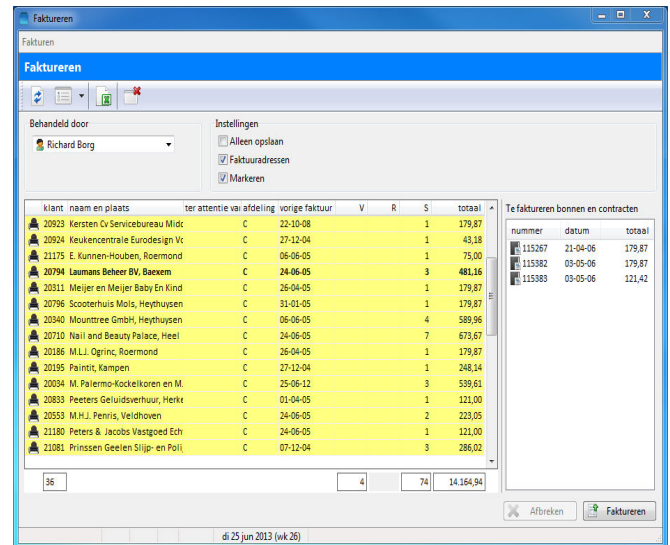 Faktureren
Fakturen
Faktureren
Behandeld door
Richard Borg
Instellingen
Alleen opslaan
Faktuuradressen
Markeren
klant naam en plaats ter attentie vai afdeling vorige faktuur V R S totaal
20923 Kersten Cv Servicebureau Midd C 22-10-08 1 179,87
20924 Keukencentrale Eurodesign Vc C 27-12-04 1 43,18
21175 E. Kunnen-Houben, Roermond C 06-06-05 1 75,00
20794 Laumans Beheer BV, Baexem C 24-06-05 3 481,16
20311 Meijer en Meijer Baby En Kind C 26-04-05 1 179,87
20796 Scooterhuis Mols, Heythuysen C 31-01-05 1 179,87
20340 Mounttree GmbH, Heythuysen C 06-06-05 4 589,96
20710 Nail and Beauty Palace, Heel C 24-06-05 7 673,67
20186 M.L.J. Ogrinc, Roermond C 26-04-05 1 179,87
20195 Paintit, Kampen C 27-12-04 1 248,14
20034 M. Palermo-Kockelkoren en M. C 25-06-12 3 539,61
20833 Peeters Geluidsverhuur, Herke C 01-04-05 1 121,00
20553 M.H.J. Penris, Veldhoven C 24-06-05 2 223,05
21180 Peters & Jacobs Vastgoed Ech C 24-06-05 1 121,00
21081 Prinssen Geelen Slijp- en Poli C 07-12-04 3 286,02
36 4 74 14.164,94
Te faktureren bonnen en contracten
nummer datum totaal
115267 21-04-06 179,87
115382 03-05-06 179,87
115383 03-05-06 121,42
Afbreken
Faktureren
di 25 jun 2013 (wk 26)